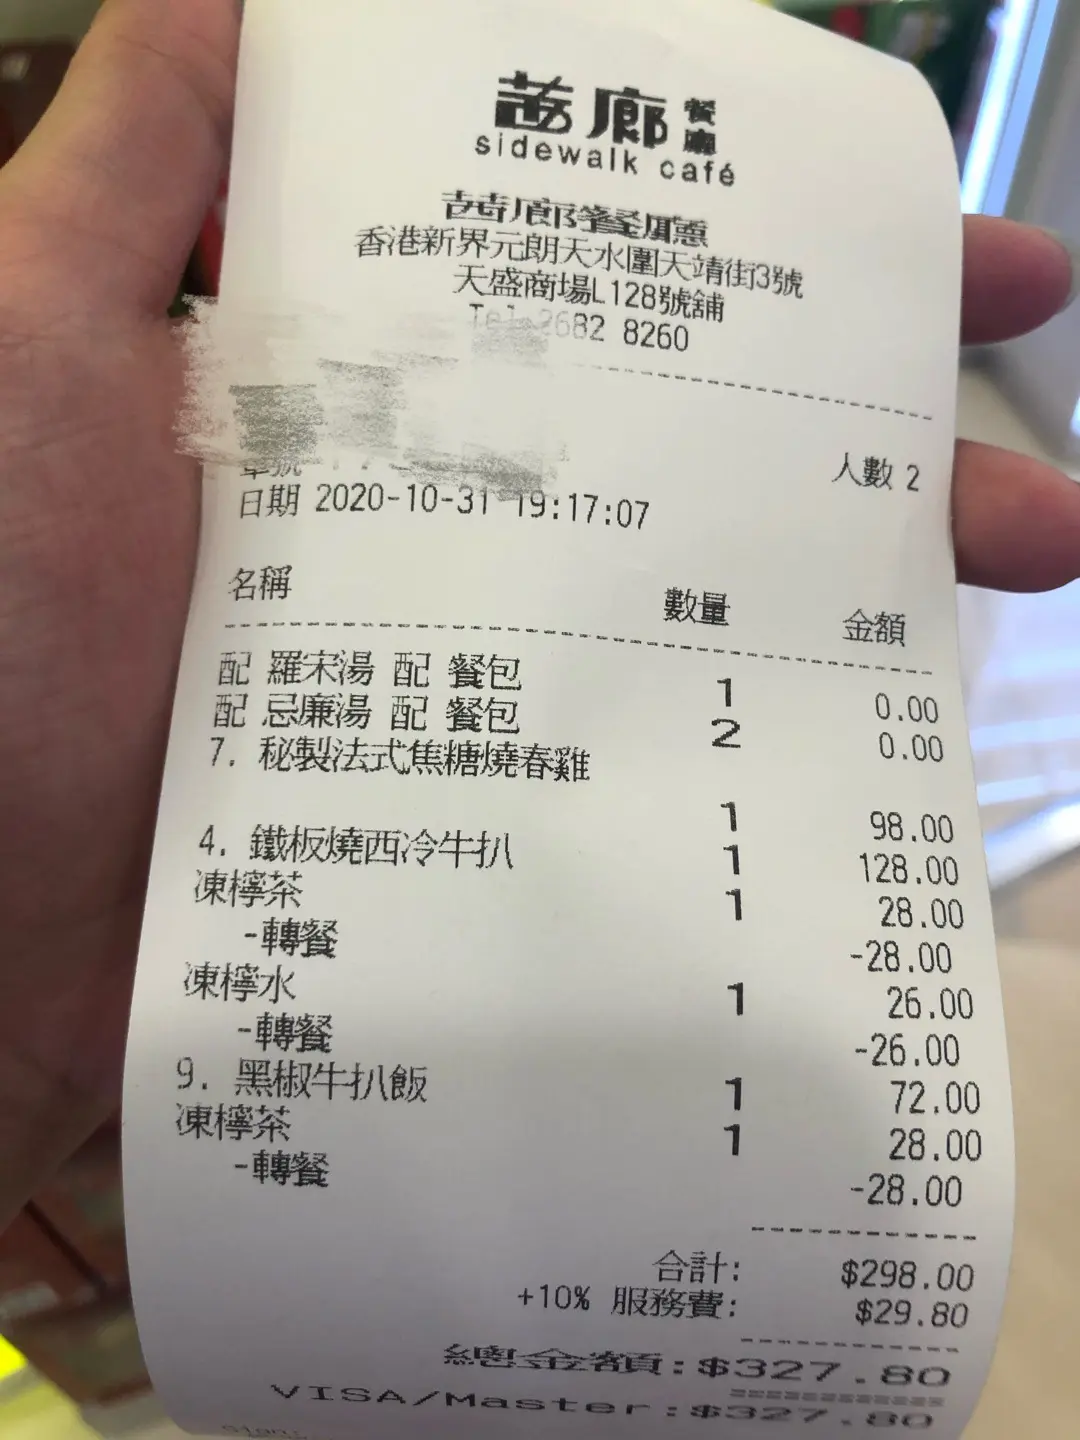 茜廊 餐廳
sidewalk café
茜廊餐廳
香港新界元朗天水圍天靖街3號
天盛商場L128號舖
Tel 2682 8260
人數 2
單號
日期 2020-10-31 19:17:07
名稱 數量 金額
配 羅宋湯 配 餐包 1 0.00
配 忌廉湯 配 餐包 2 0.00
7. 秘製法式焦糖燒春雞
1 98.00
4. 鐵板燒西冷牛扒 1 128.00
凍檸茶 1 28.00
-轉餐 -28.00
凍檸水 1 26.00
-轉餐 -26.00
9. 黑椒牛扒飯 1 72.00
凍檸茶 1 28.00
-轉餐 -28.00
合計: $298.00
+10% 服務費: $29.80
總金額:$327.80
VISA/Master:$327.80